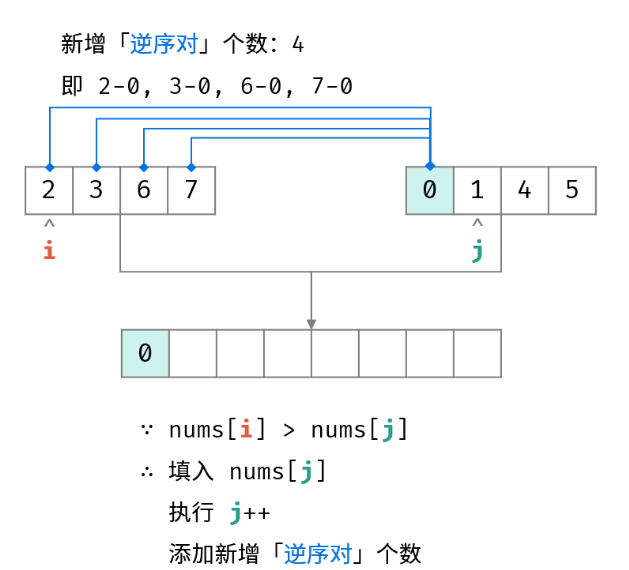 新增「逆序对」个数：4
即 2-0, 3-0, 6-0, 7-0
2 3 6 7 0 1 4 5
^ ^
i j
0
∵ nums[i] > nums[j]
∴ 填入 nums[j]
执行 j++
添加新增「逆序对」个数